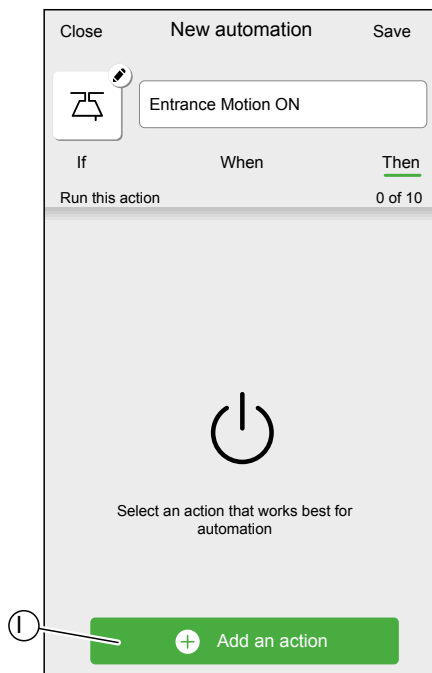 Close New automation Save
Entrance Motion ON
If When Then
Run this action 0 of 10
Select an action that works best for
automation
I
Add an action